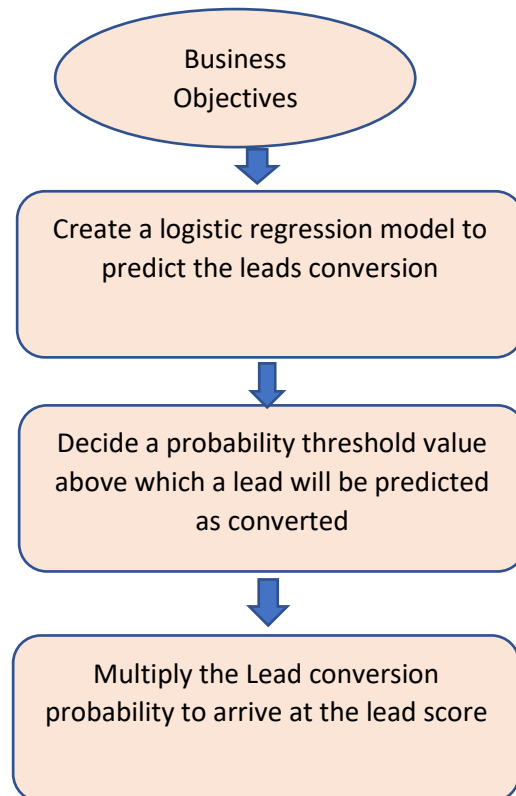 Business
Objectives
Create a logistic regression model to
predict the leads conversion
Decide a probability threshold value
above which a lead will be predicted
as converted
Multiply the Lead conversion
probability to arrive at the lead score